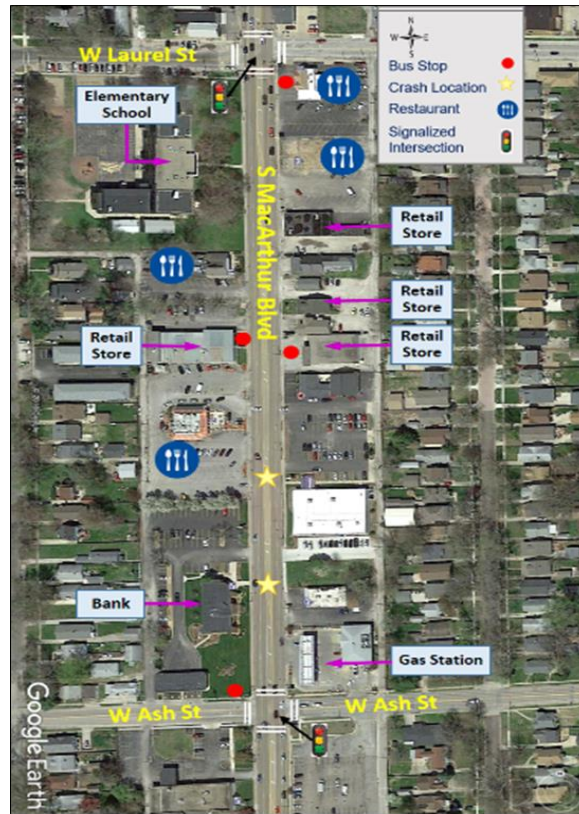 N
W E
S
Bus Stop
Crash Location
Restaurant
Signalized
Intersection
W Laurel St
Elementary
School
S MacArthur Blvd
Retail
Store
Retail
Store
Retail
Store
Retail
Store
Bank
Gas Station
W Ash St
W Ash St
Google Earth